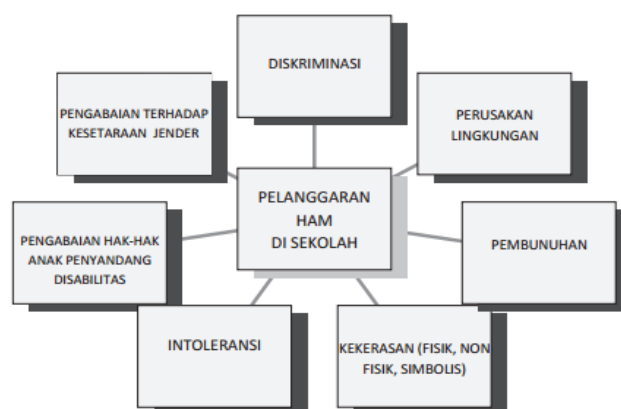 DISKRIMINASI
PENGABAIAN TERHADAP
KESETARAAN JENDER
PERUSAKAN
LINGKUNGAN
PELANGGARAN
HAM
DI SEKOLAH
PENGABAIAN HAK-HAK
ANAK PENYANDANG
DISABILITAS
PEMBUNUHAN
INTOLERANSI
KEKERASAN (FISIK, NON
FISIK, SIMBOLIS)